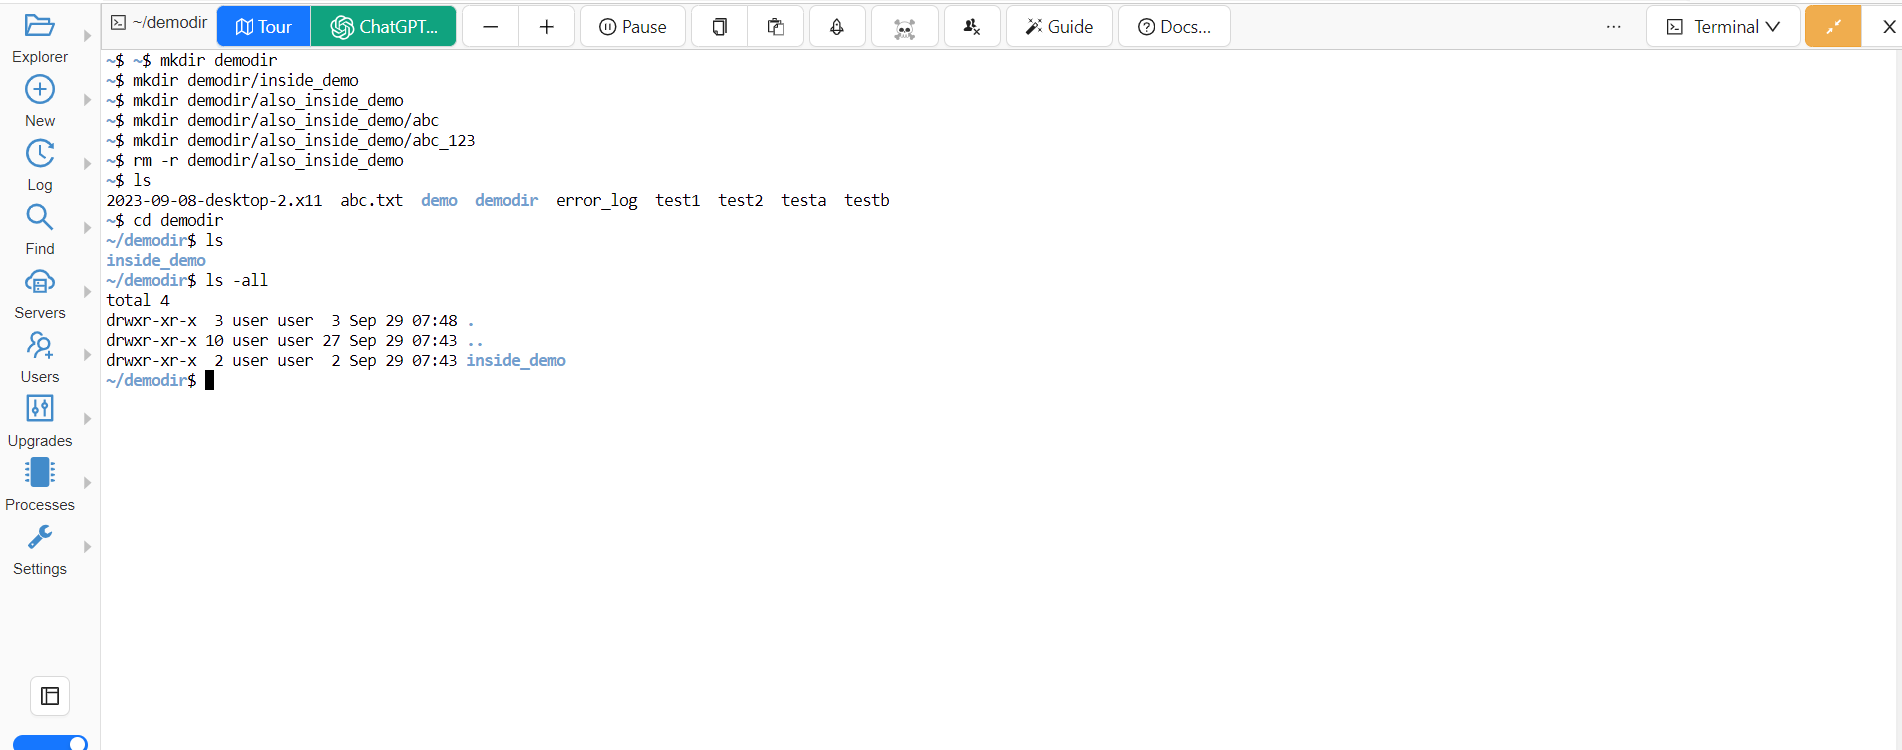 ~/demodir Tour ChatGPT... Pause Guide Docs... ... Terminal X
Explorer
New
Log
Find
Servers
Users
Upgrades
Processes
Settings
~$ ~$ mkdir demodir
~$ mkdir demodir/inside_demo
~$ mkdir demodir/also_inside_demo
~$ mkdir demodir/also_inside_demo/abc
~$ mkdir demodir/also_inside_demo/abc_123
~$ rm -r demodir/also_inside_demo
~$ ls
2023-09-08-desktop-2.x11 abc.txt demo demodir error_log test1 test2 testa testb
~$ cd demodir
~/demodir$ ls
inside_demo
~/demodir$ ls -all
total 4
drwxr-xr-x 3 user user 3 Sep 29 07:48 .
drwxr-xr-x 10 user user 27 Sep 29 07:43 ..
drwxr-xr-x 2 user user 2 Sep 29 07:43 inside_demo
~/demodir$